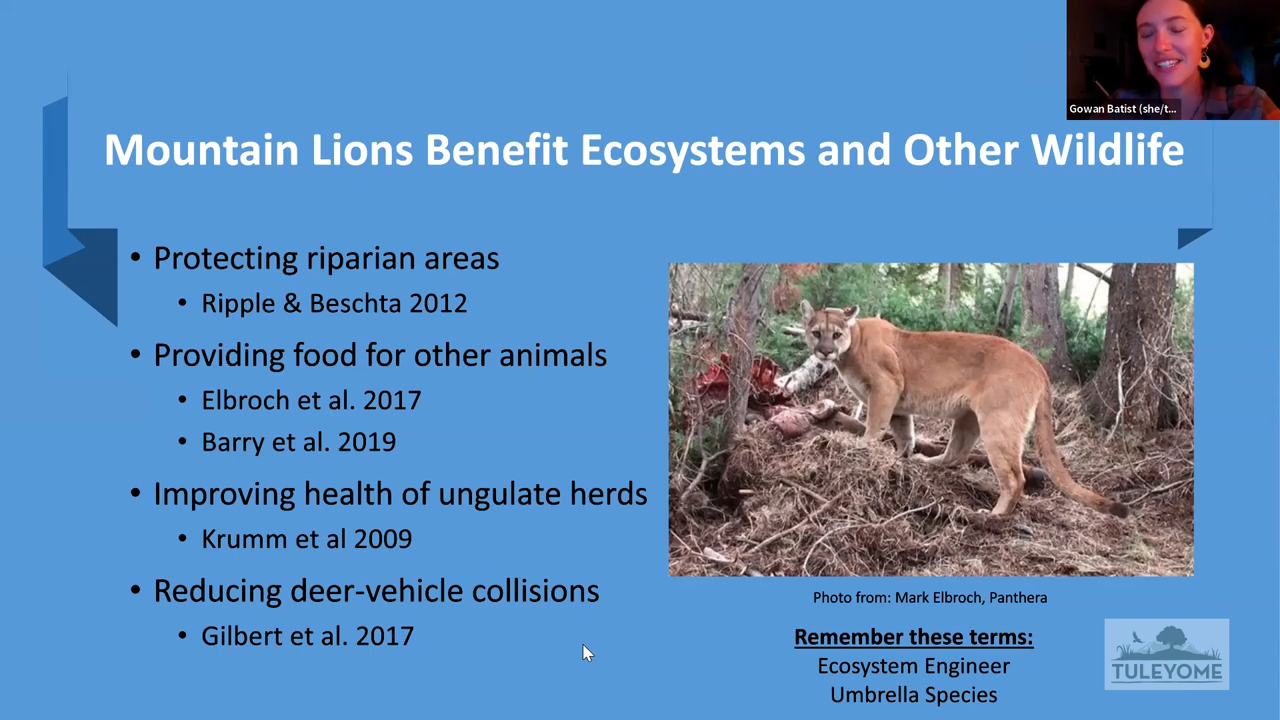 Gowan Batist (she/t...
Mountain Lions Benefit Ecosystems and Other Wildlife
• Protecting riparian areas
• Ripple & Beschta 2012
• Providing food for other animals
• Elbroch et al. 2017
• Barry et al. 2019
• Improving health of ungulate herds
• Krumm et al 2009
• Reducing deer-vehicle collisions
• Gilbert et al. 2017
Photo from: Mark Elbroch, Panthera
Remember these terms:
Ecosystem Engineer
Umbrella Species
TULEYOME